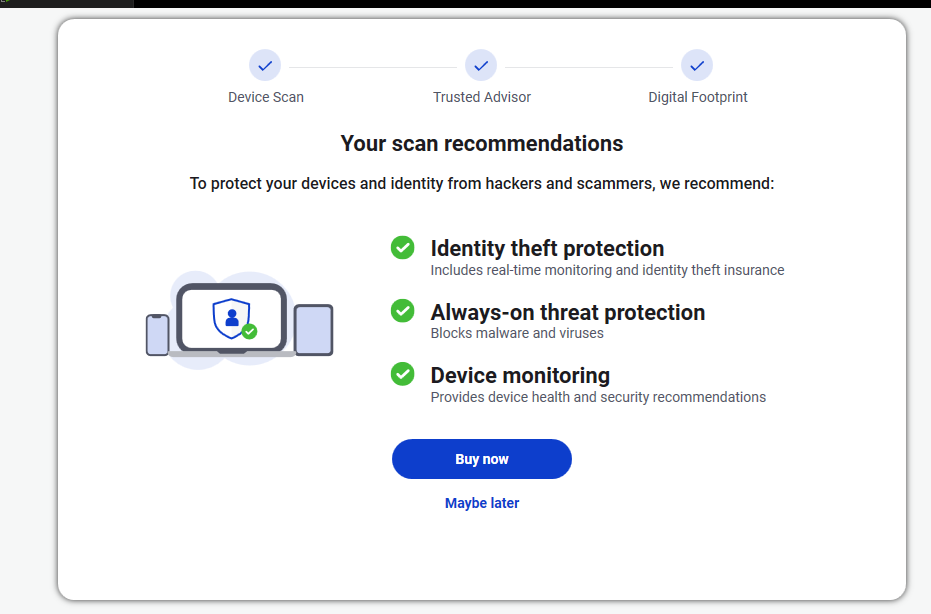 Device Scan
Trusted Advisor
Digital Footprint
Your scan recommendations
To protect your devices and identity from hackers and scammers, we recommend:
Identity theft protection
Includes real-time monitoring and identity theft insurance
Always-on threat protection
Blocks malware and viruses
Device monitoring
Provides device health and security recommendations
Buy now
Maybe later